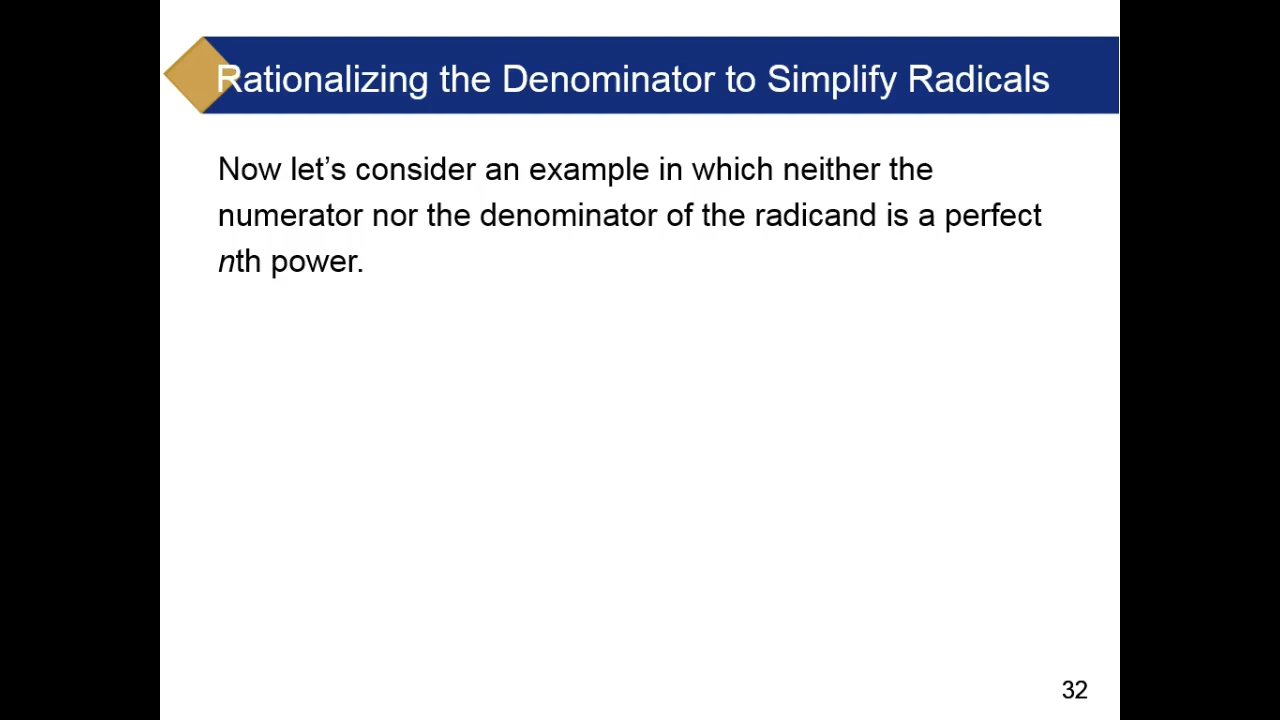 Rationalizing the Denominator to Simplify Radicals
Now let’s consider an example in which neither the
numerator nor the denominator of the radicand is a perfect
nth power.
32